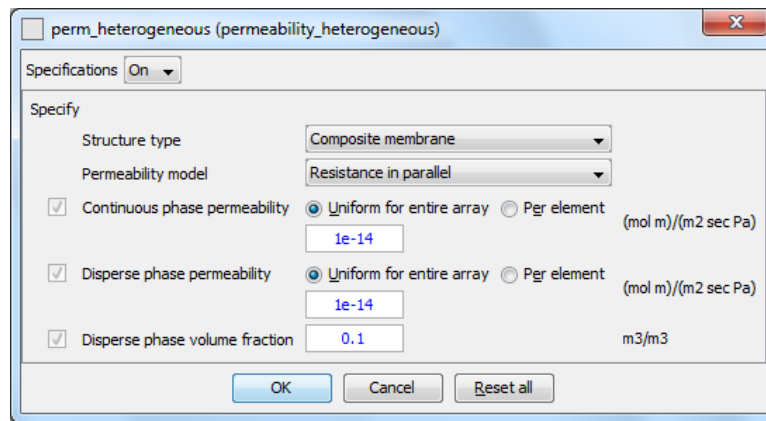 perm_heterogeneous (permeability_heterogeneous)
Specifications On
Specify
Structure type Composite membrane
Permeability model Resistance in parallel
Continuous phase permeability Uniform for entire array Per element (mol m)/(m2 sec Pa)
1e-14
Disperse phase permeability Uniform for entire array Per element (mol m)/(m2 sec Pa)
1e-14
Disperse phase volume fraction 0.1 m3/m3
OK Cancel Reset all